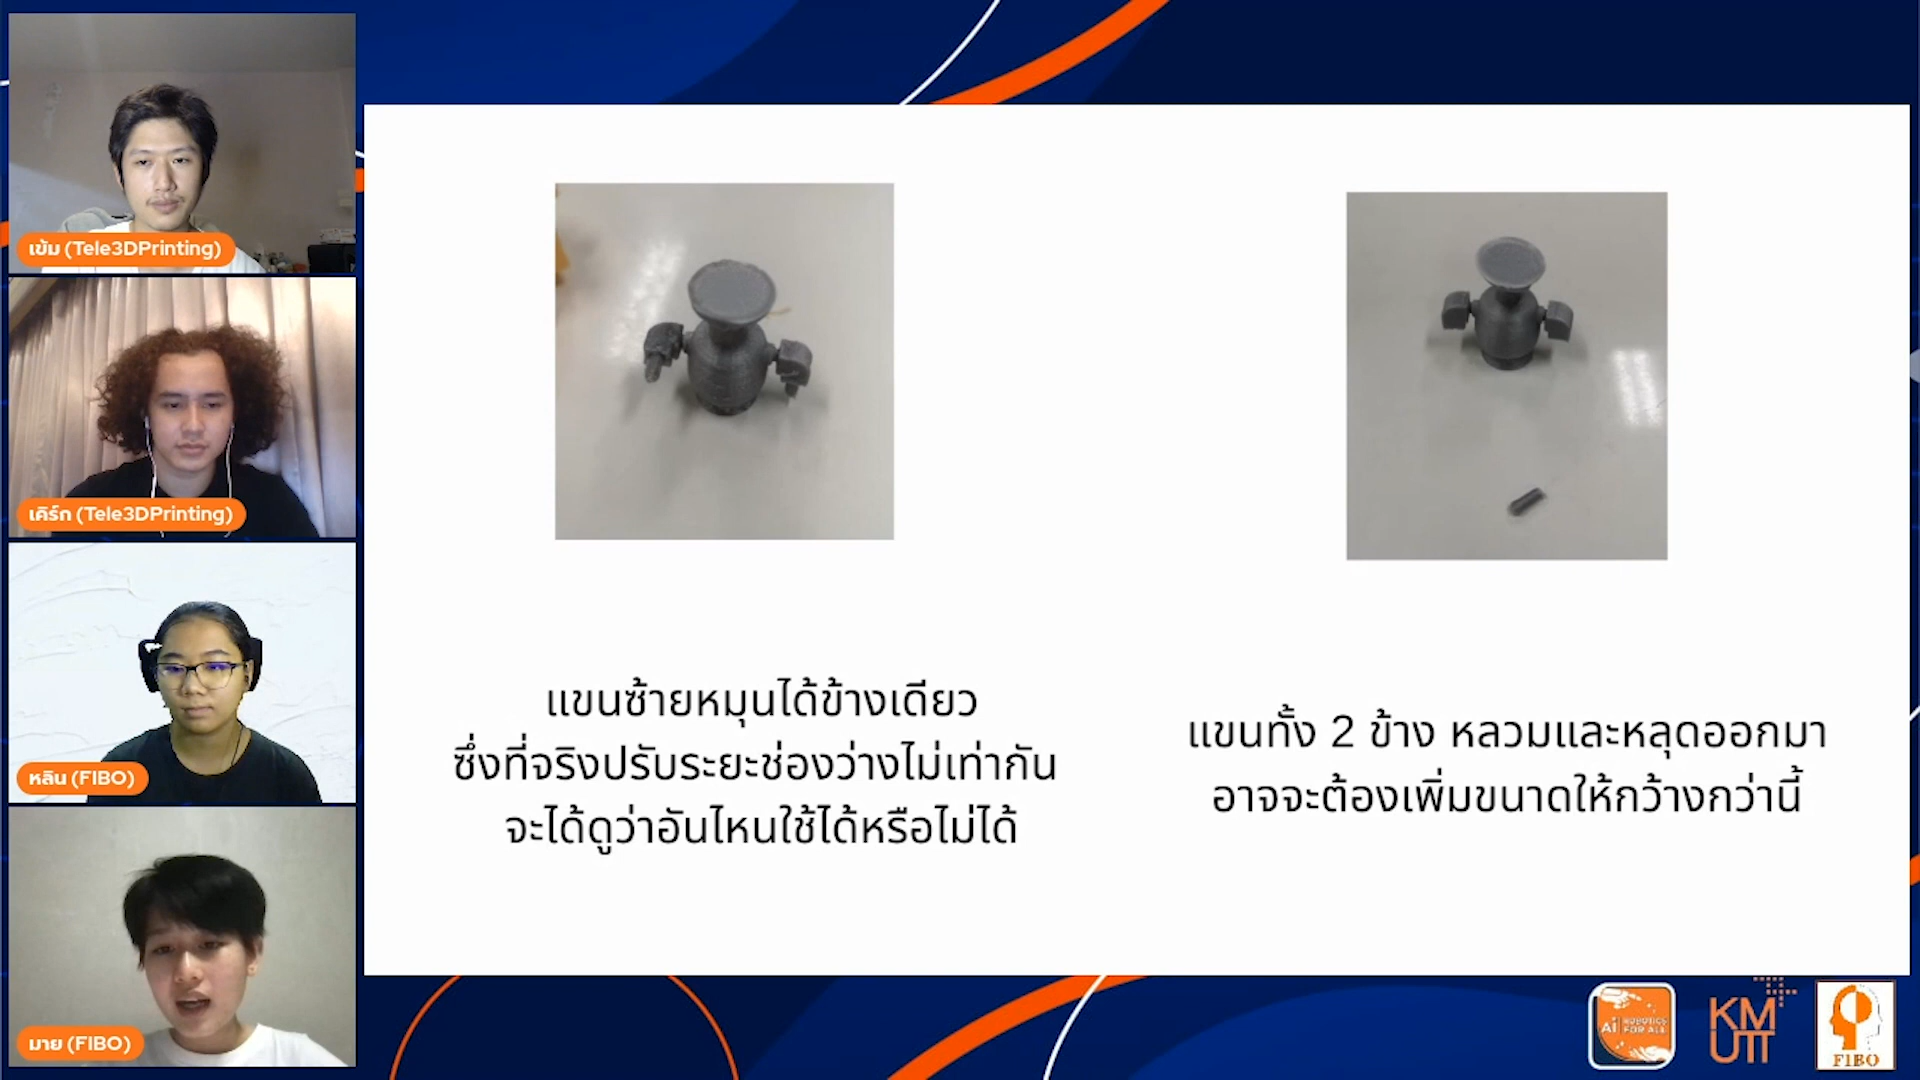 เข้ม (Tele3DPrinting)
เคิร์ก (Tele3DPrinting)
หลิน (FIBO)
มาย (FIBO)
แขนซ้ายหมุนได้ข้างเดียว
ซึ่งที่จริงปรับระยะช่องว่างไม่เท่ากัน
จะได้ดูว่าอันไหนใช้ได้หรือไม่ได้
แขนทั้ง 2 ข้าง หลวมและหลุดออกมา
อาจจะต้องเพิ่มขนาดให้กว้างกว่านี้
AI ROBOTICS
FOR ALL
KM
UTT
FIBO